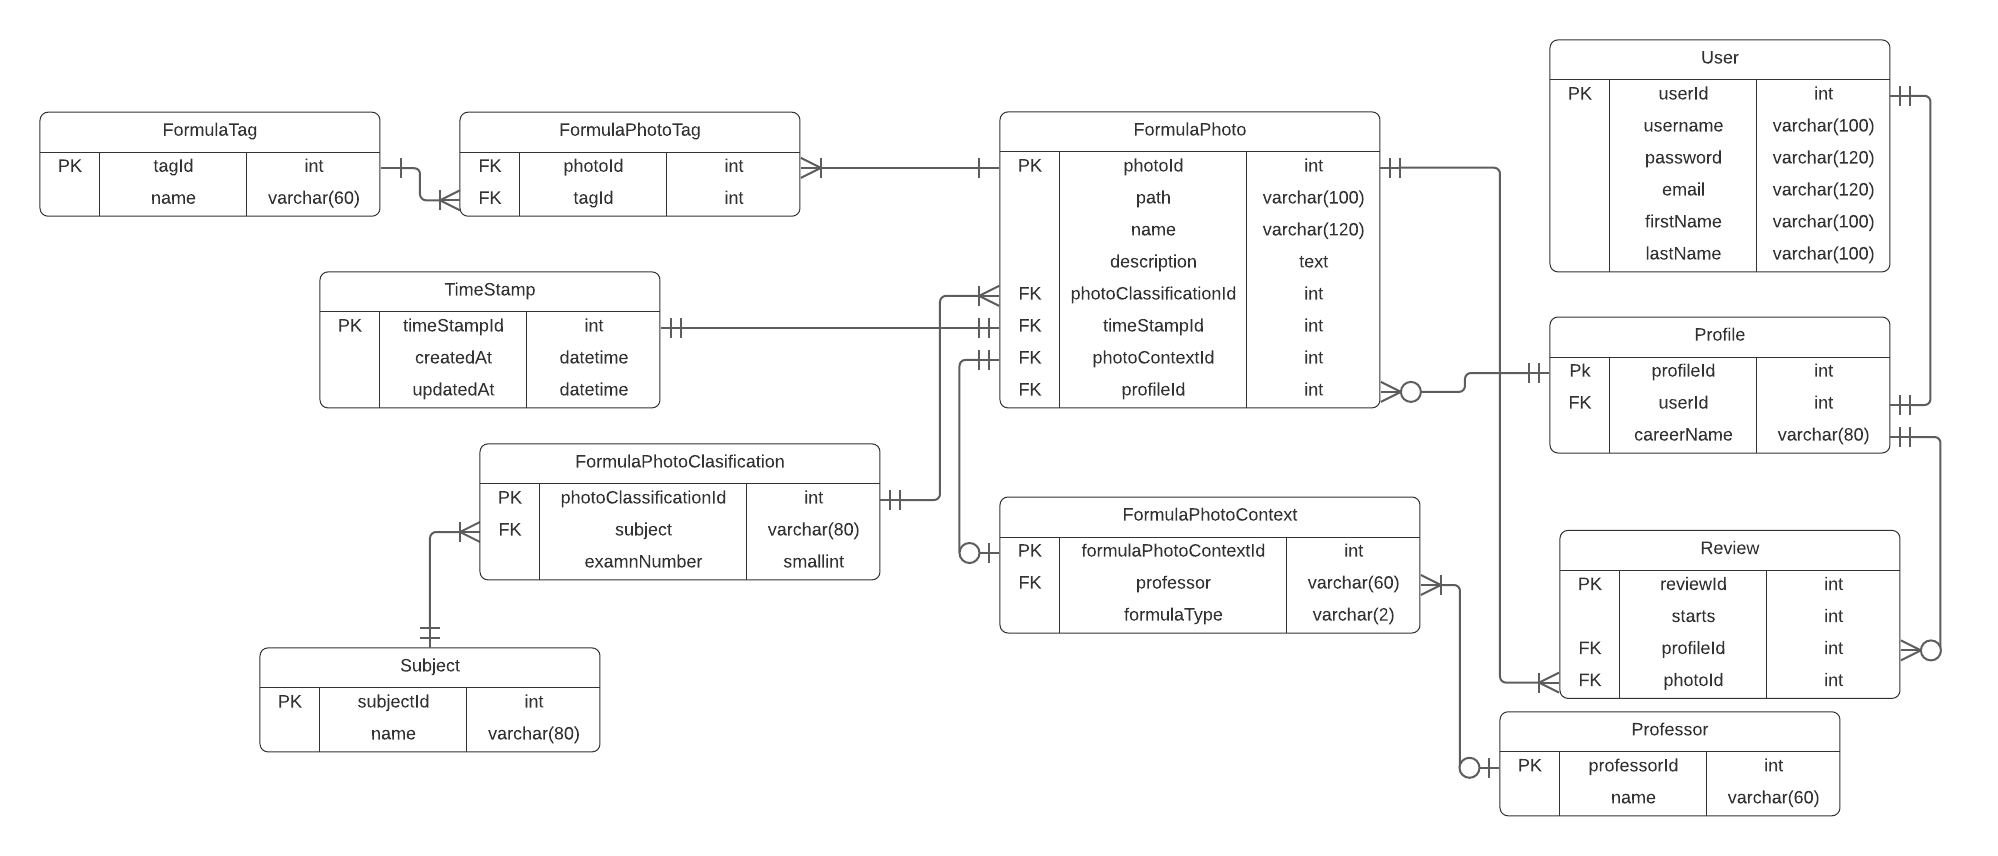 FormulaTag
PK tagId int
name varchar(60)
FormulaPhotoTag
FK photoId int
FK tagId int
FormulaPhoto
PK photoId int
path varchar(100)
name varchar(120)
description text
FK photoClassificationId int
FK timeStampId int
FK photoContextId int
FK profileId int
User
PK userId int
username varchar(100)
password varchar(120)
email varchar(120)
firstName varchar(100)
lastName varchar(100)
TimeStamp
PK timeStampId int
createdAt datetime
updatedAt datetime
Profile
Pk profileId int
FK userId int
careerName varchar(80)
FormulaPhotoClasification
PK photoClassificationId int
FK subject varchar(80)
examnNumber smallint
FormulaPhotoContext
PK formulaPhotoContextId int
FK professor varchar(60)
formulaType varchar(2)
Review
PK reviewId int
starts int
FK profileId int
FK photoId int
Subject
PK subjectId int
name varchar(80)
Professor
PK professorId int
name varchar(60)